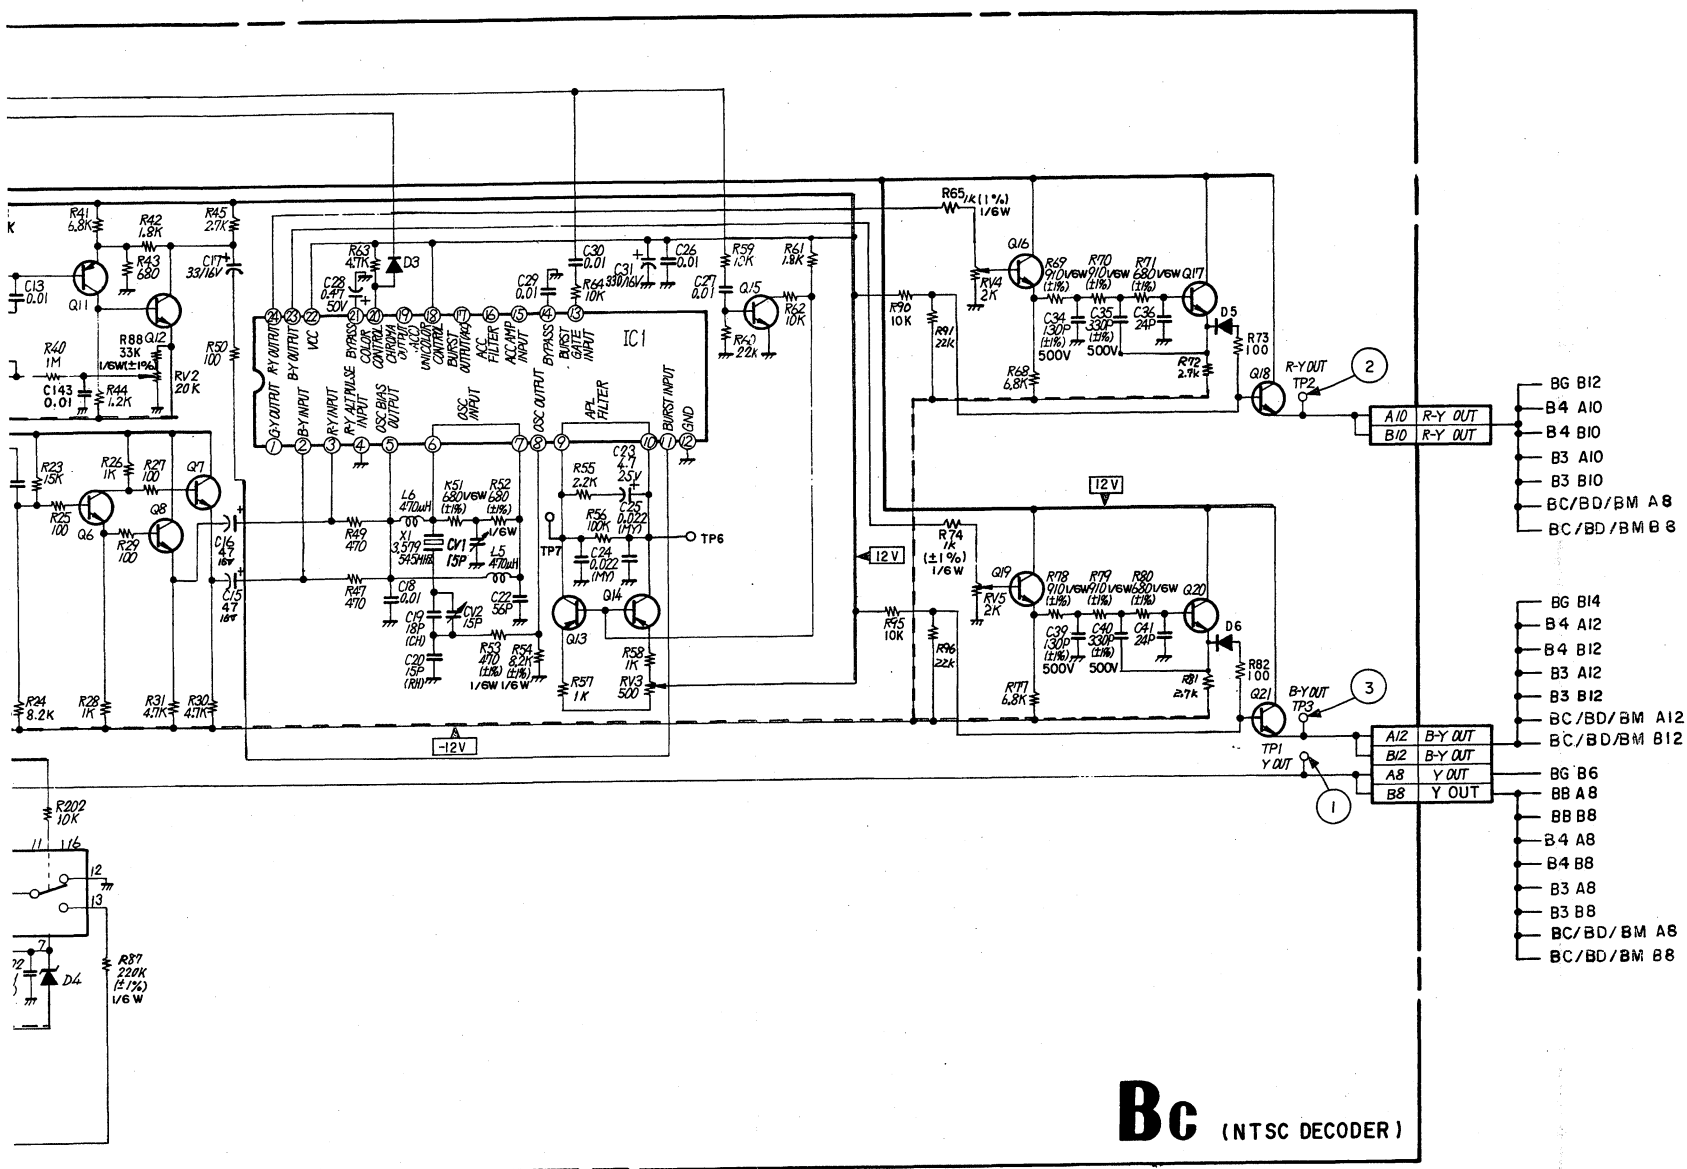 K
R41
6.8K
R42
1.8K
R43
680
R45
2.7K
C17
33/16V
+
C13
0.01
Q11
Q12
R88
33K
1/6W(±1%)
R40
1M
C143
0.01
R44
1.2K
RV2
20K
R50
100
R63
4.7K
D3
C28
0.47
50V
+
C29
0.01
C30
0.01
R64
10K
C31
330/16V
+
C26
0.01
R59
C27
0.01
Q15
R61
1.8K
R62
10K
22K
24 23 22 21 20 19 18 17 16 15 14 13
R-Y OUTPUT
B-Y OUTPUT
VCC
BYPASS
COLOR
CONTROL
CHROMA
OUTPUT
(ACC)
UNICOLOR
CONTROL
BURST
ACC
FILTER
ACC AMP
INPUT
BYPASS
BURST
GATE
INPUT
IC1
G-Y OUTPUT
B-Y INPUT
R-Y INPUT
R-Y ALT PULSE
INPUT
OSC BIAS
OUTPUT
OSC
INPUT
OSC OUTPUT
APL
FILTER
BURST INPUT
GND
1 2 3 4 5 6 7 8 9 10 11 12
R23
15K
R26
1K
R27
100
Q7
R25
100
Q6
Q8
R29
100
C16
47
16V
+
C15
47
16V
+
R24
8.2K
R28
1K
R31
4.7K
R30
4.7K
R49
470
R47
470
L6
470µH
X1
3.579
545MHz
R51
680 1/6W
(±1%)
R52
680
(±1%)
1/6W
CV1
15P
L5
470µH
C18
0.01
C19
18P
(CH)
CV2
15P
C20
15P
(RH)
C22
56P
R53
470
(±1%)
1/6W
R54
8.2K
(±1%)
1/6W
R55
2.2K
C23
4.7
25V
+
C25
0.022
(MY)
R56
100K
C24
0.022
(MY)
TP7
TP6
Q13
Q14
R57
1K
R58
1K
RV3
500
-12V
12V
12V
R65 1K (1%)
1/6W
RV4
2K
Q16
R69
910 1/6W
(±1%)
R70
910 1/6W
(±1%)
R71
680 1/6W
(±1%)
Q17
C34
130P
(±1%)
500V
C35
330P
(±1%)
500V
C36
24P
D5
R73
100
R72
2.7K
R68
6.8K
R90
10K
R91
22K
Q18
R-Y OUT
TP2
2
A10 R-Y OUT
B10 R-Y OUT
BG B12
B4 A10
B4 B10
B3 A10
B3 B10
BC/BD/BM A8
BC/BD/BM B8
R74
1K
(±1%)
1/6W
RV5
2K
Q19
R78
910 1/6W
(±1%)
R79
910 1/6W
(±1%)
R80
680 1/6W
(±1%)
Q20
C39
130P
(±1%)
500V
C40
330P
(±1%)
500V
C41
24P
D6
R82
100
R81
2.7K
R77
6.8K
R95
10K
R96
22K
Q21
B-Y OUT
TP3
3
TP1
Y OUT
1
A12 B-Y OUT
B12 B-Y OUT
A8 Y OUT
B8 Y OUT
BG B14
B4 A12
B4 B12
B3 A12
B3 B12
BC/BD/BM A12
BC/BD/BM B12
BG B6
BB A8
BB B8
B4 A8
B4 B8
B3 A8
B3 B8
BC/BD/BM A6
BC/BD/BM B8
R202
10K
11 16
12
13
7
D4
R87
220K
(±1%)
1/6W
Bc (NTSC DECODER)